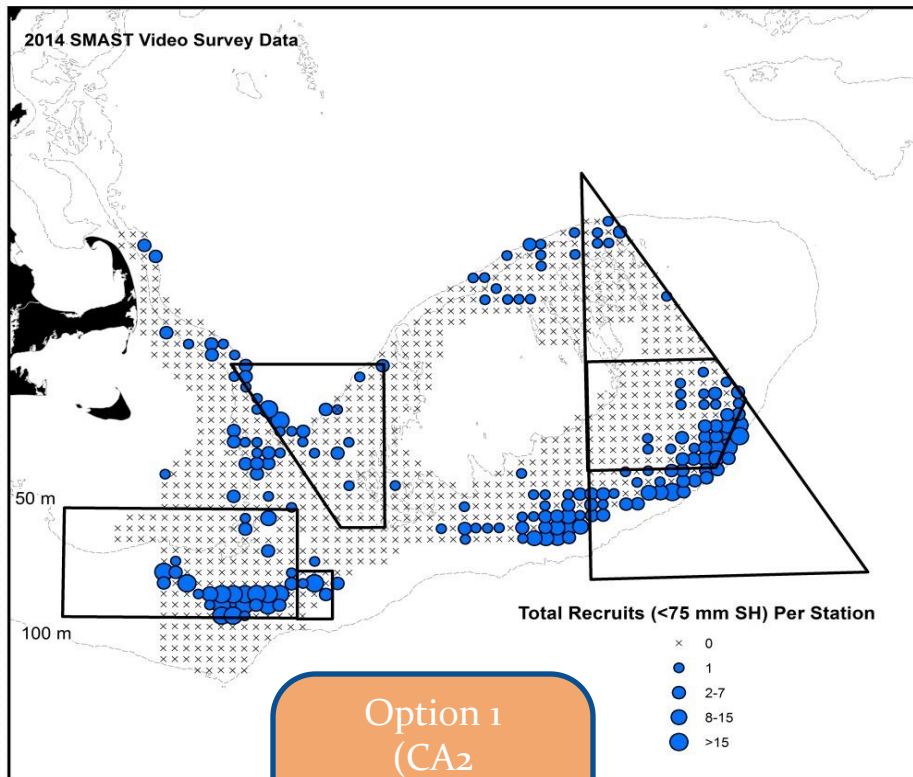 2014 SMAST Video Survey Data
50 m
100 m
Total Recruits (<75 mm SH) Per Station
0
1
2-7
8-15
>15
Option 1
(CA2